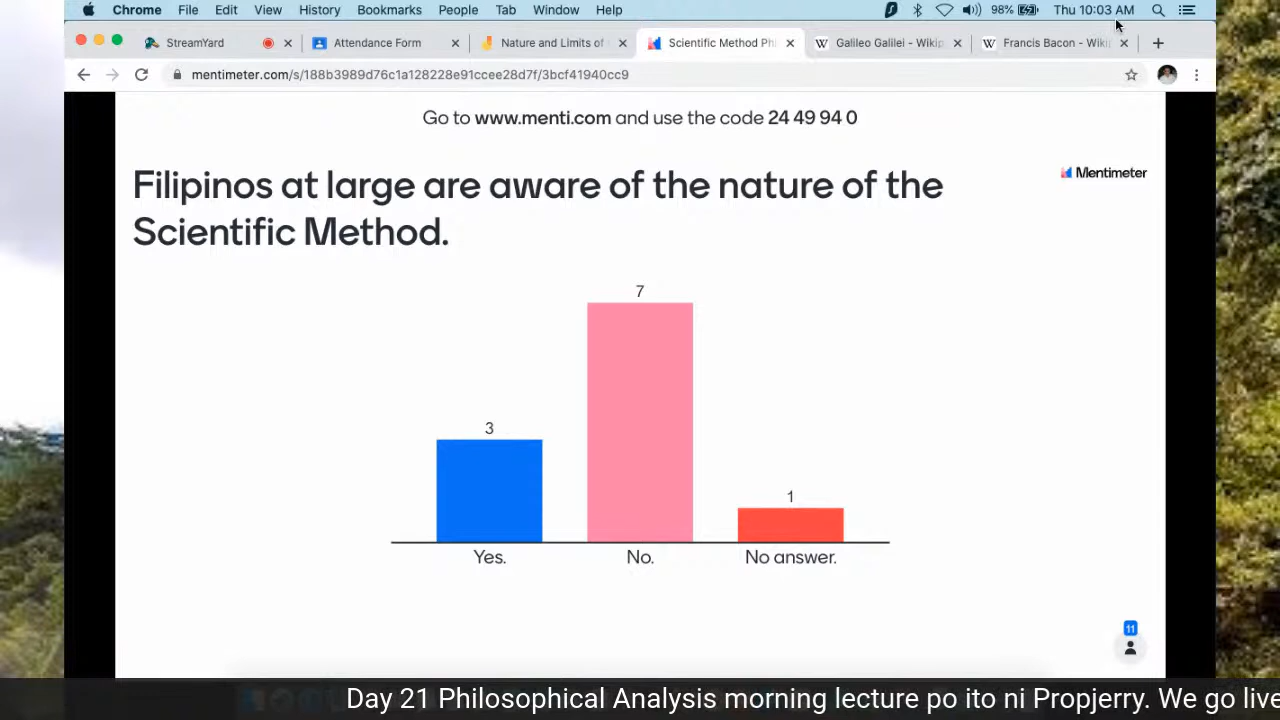 Chrome File Edit View History Bookmarks People Tab Window Help 98% Thu 10:03 AM
StreamYard Attendance Form Nature and Limits of Scientific Method Phi Galileo Galilei - Wikip Francis Bacon - Wiki
mentimeter.com/s/188b3989d76c1a128228e91ccee28d7f/3bcf41940cc9
Go to www.menti.com and use the code 24 49 94 0
Filipinos at large are aware of the nature of the
Scientific Method.
Mentimeter
7
3
1
Yes. No. No answer.
11
Day 21 Philosophical Analysis morning lecture po ito ni Propjerry. We go live